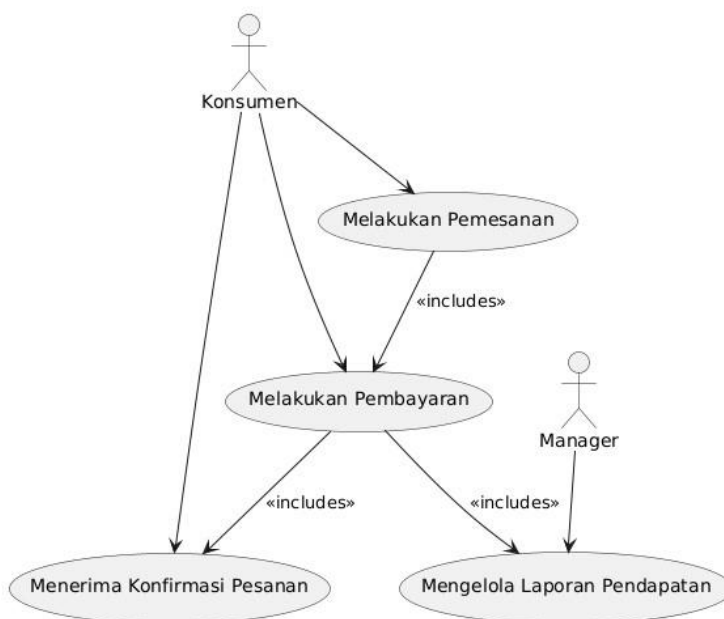 Konsumen
Melakukan Pemesanan
«includes»
Melakukan Pembayaran
Manager
«includes»
«includes»
Menerima Konfirmasi Pesanan
Mengelola Laporan Pendapatan